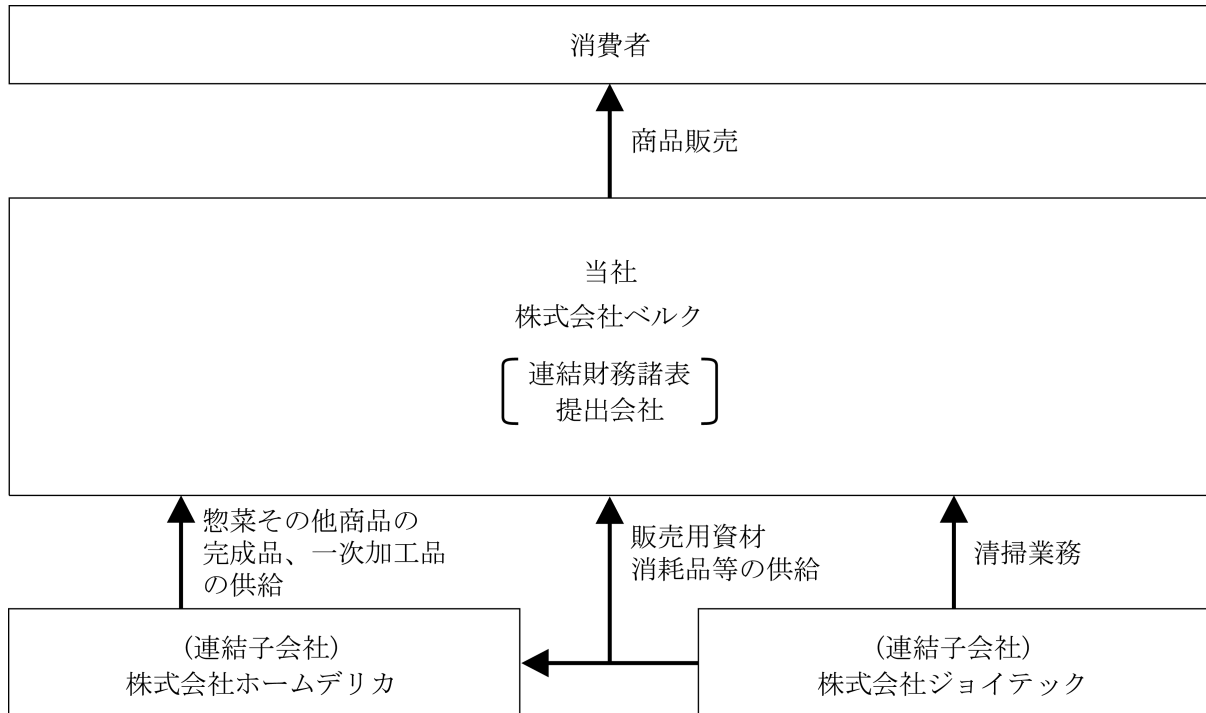 消費者
商品販売
当社
株式会社ベルク
連結財務諸表
提出会社
惣菜その他商品の
完成品、一次加工品
の供給
販売用資材
消耗品等の供給
清掃業務
(連結子会社)
株式会社ホームデリカ
(連結子会社)
株式会社ジョイテック